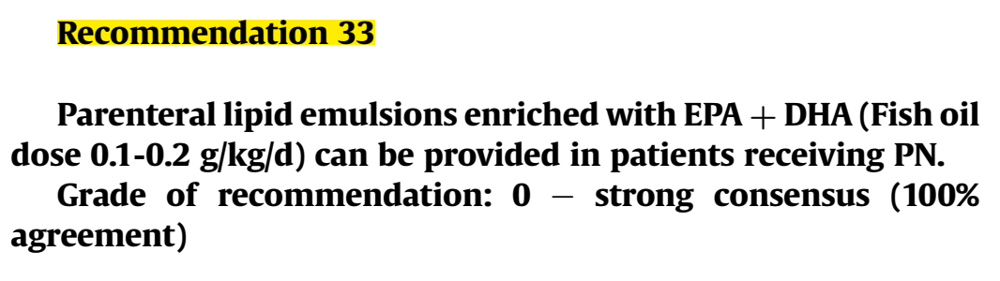 Recommendation 33
Parenteral lipid emulsions enriched with EPA + DHA (Fish oil
dose 0.1-0.2 g/kg/d) can be provided in patients receiving PN.
Grade of recommendation: 0 — strong consensus (100%
agreement)